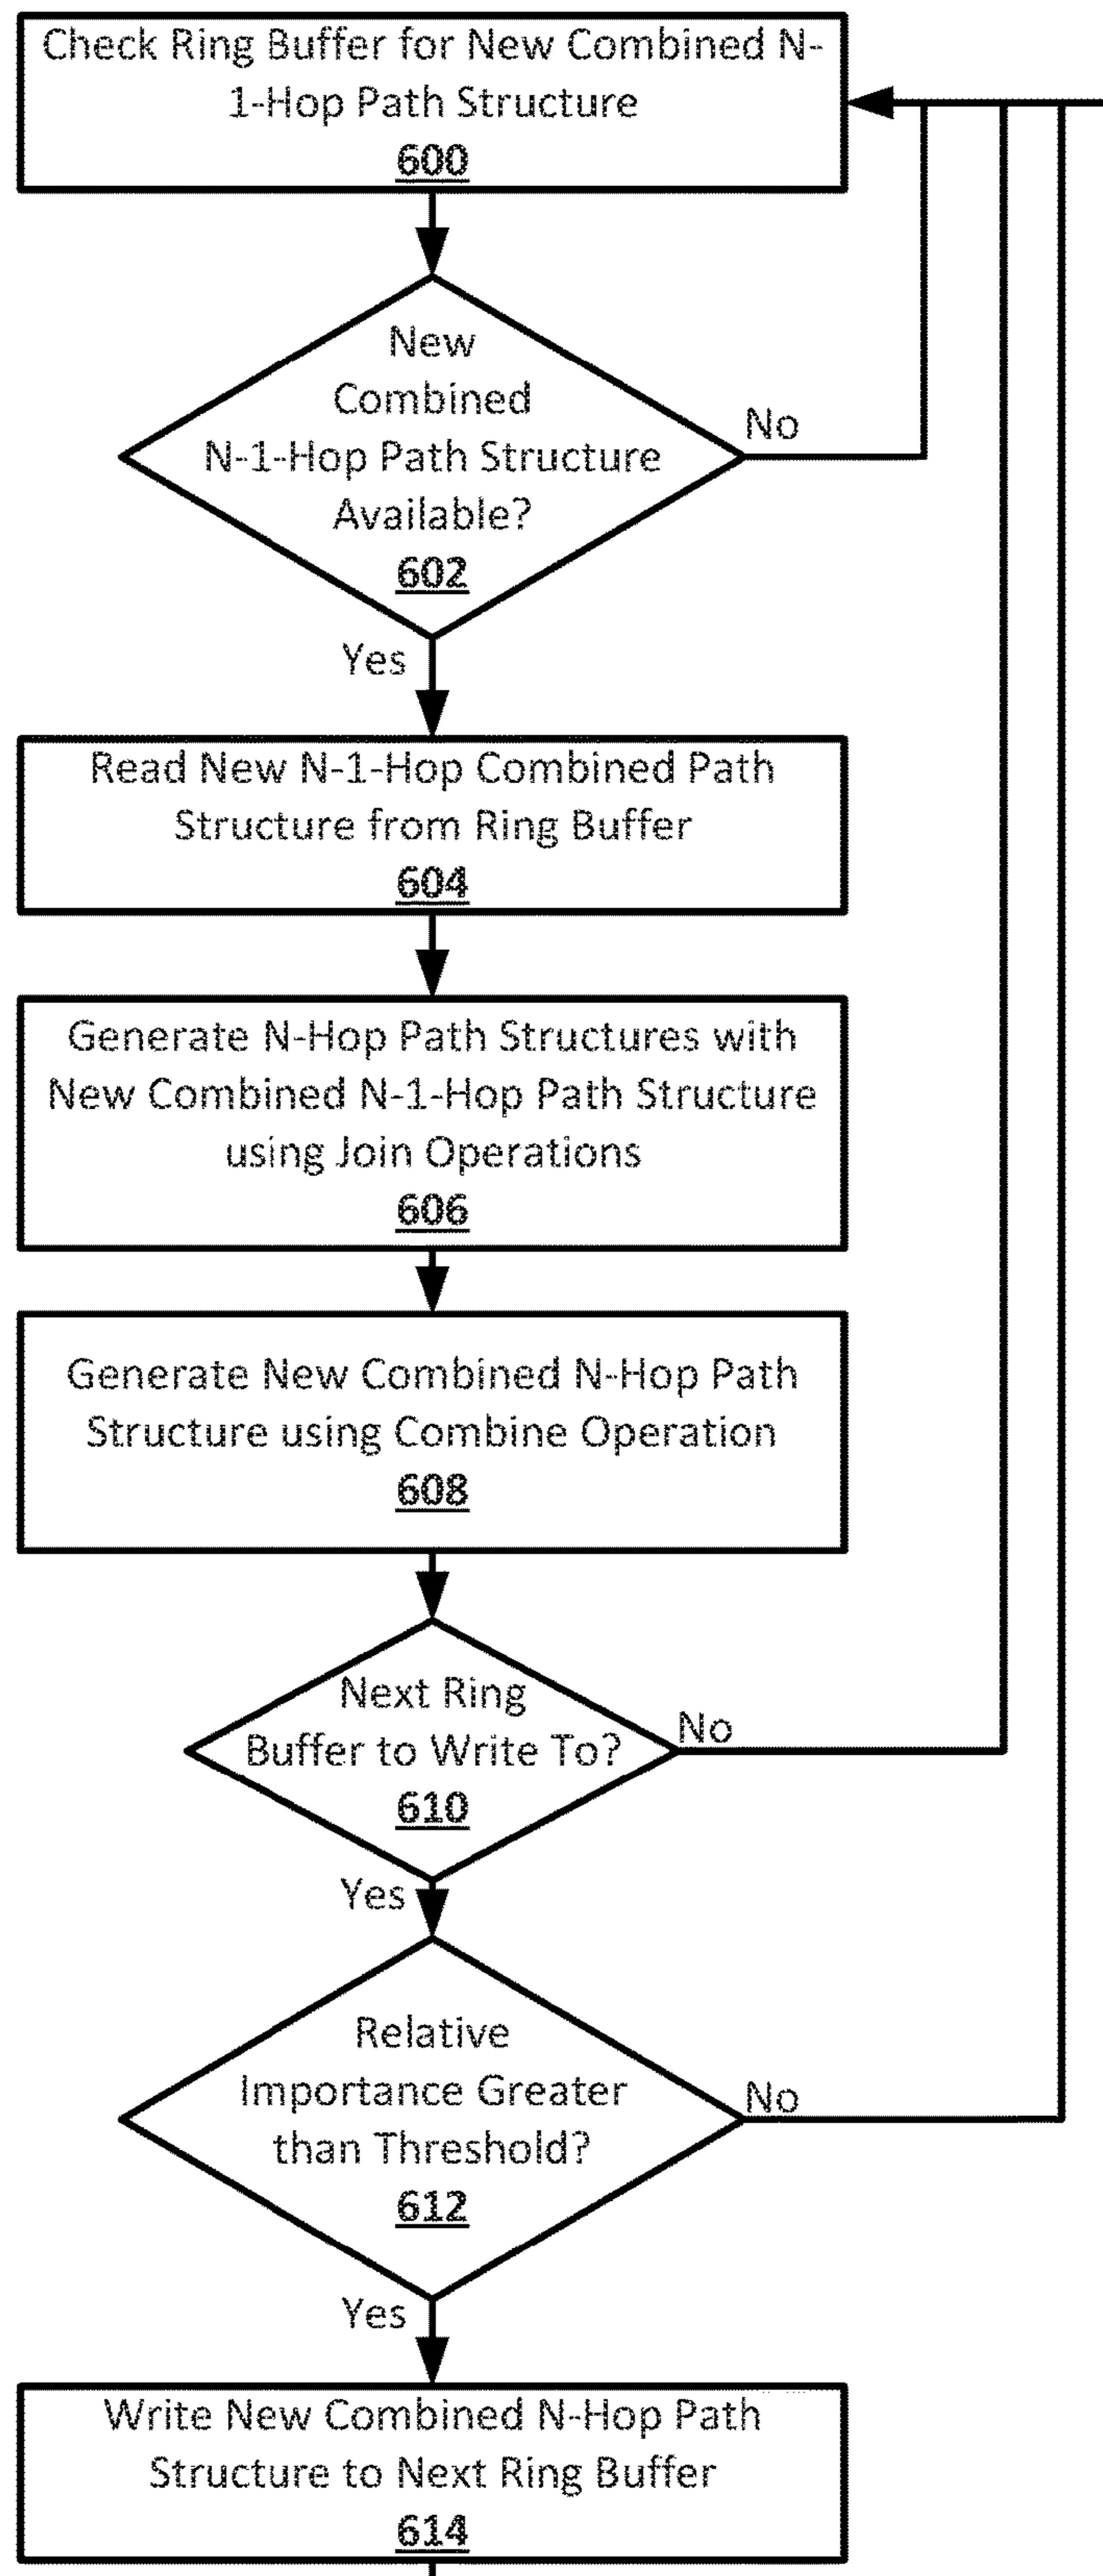 Check Ring Buffer for New Combined N-
1-Hop Path Structure
600
New
Combined
N-1-Hop Path Structure
Available?
602
No
Yes
Read New N-1-Hop Combined Path
Structure from Ring Buffer
604
Generate N-Hop Path Structures with
New Combined N-1-Hop Path Structure
using Join Operations
606
Generate New Combined N-Hop Path
Structure using Combine Operation
608
Next Ring
Buffer to Write To?
610
No
Yes
Relative
Importance Greater
than Threshold?
612
No
Yes
Write New Combined N-Hop Path
Structure to Next Ring Buffer
614